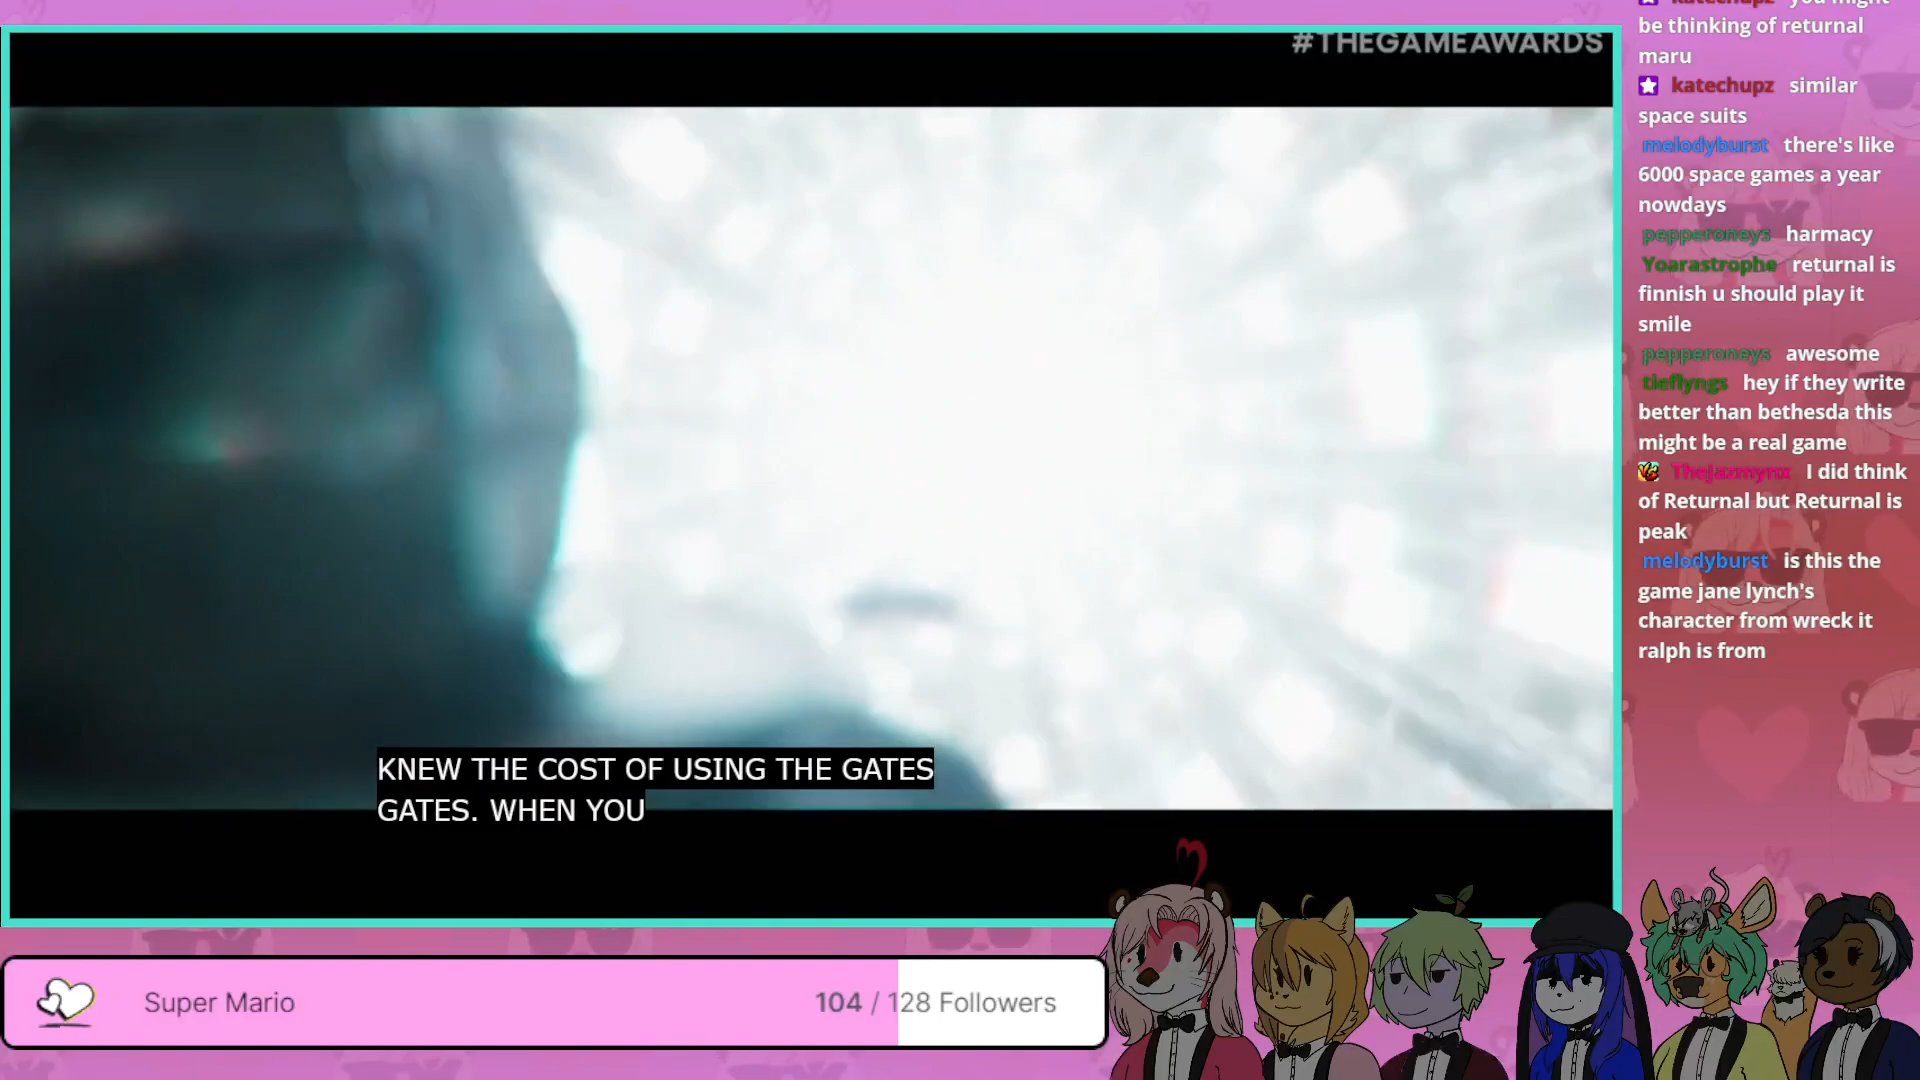 #THEGAMEAWARDS
KNEW THE COST OF USING THE GATES
GATES. WHEN YOU
Super Mario
104 / 128 Followers
katechupz you might
be thinking of returnal
maru
katechupz similar
space suits
melodyburst there's like
6000 space games a year
nowdays
pepperoneys harmacy
Yoarastrophe returnal is
finnish u should play it
smile
pepperoneys awesome
tieflyngs hey if they write
better than bethesda this
might be a real game
TheJazmynx I did think
of Returnal but Returnal is
peak
melodyburst is this the
game jane lynch's
character from wreck it
ralph is from